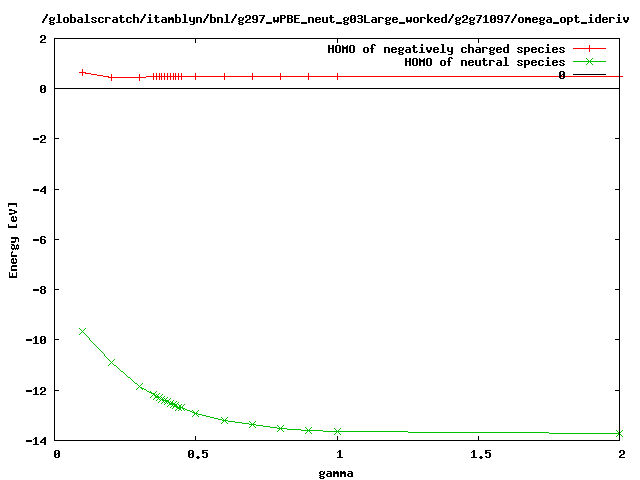 /globalscratch/itamblyn/bnl/g297_wPBE_neut_g03Large_worked/g2g71097/omega_opt_ideriv
HOMO of negatively charged species
HOMO of neutral species
0
2
0
-2
-4
-6
-8
-10
-12
-14
Energy [eV]
0 0.5 1 1.5 2
gamma